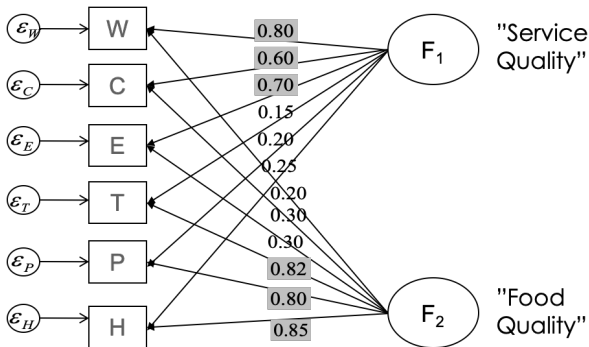 ε_W
W
0.80
F₁
"Service
Quality"
0.60
ε_C
C
0.70
0.15
ε_E
E
0.20
0.25
ε_T
T
0.20
0.30
0.30
ε_P
P
0.82
0.80
F₂
"Food
Quality"
ε_H
H
0.85